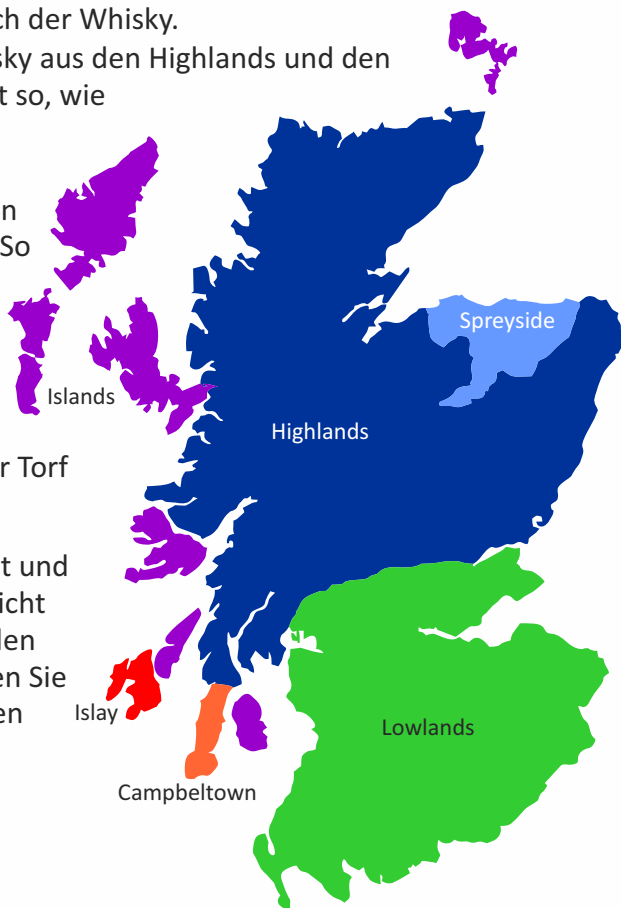 ch der Whisky.
sky aus den Highlands und den
t so, wie
n
So
r Torf
t und
icht
den
en Sie
en
Spreyside
Islands
Highlands
Islay
Lowlands
Campbeltown